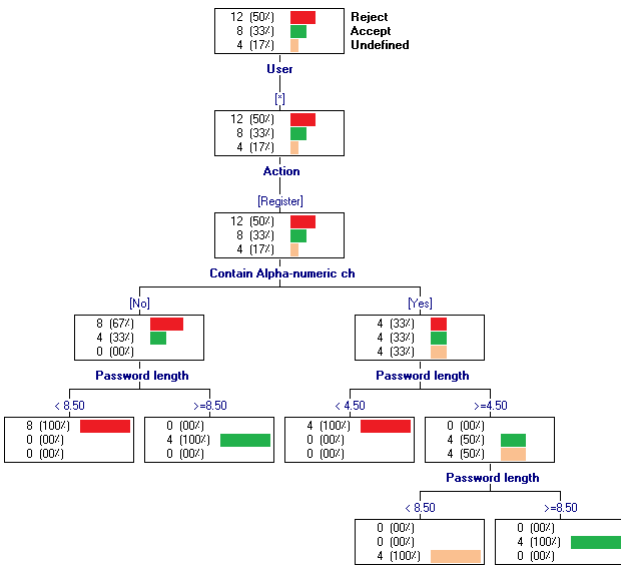 12 (50%) Reject
8 (33%) Accept
4 (17%) Undefined
User
[*]
12 (50%)
8 (33%)
4 (17%)
Action
[Register]
12 (50%)
8 (33%)
4 (17%)
Contain Alpha-numeric ch
[No] [Yes]
8 (67%) 4 (33%)
4 (33%) 4 (33%)
0 (00%) 4 (33%)
Password length Password length
< 8.50 >=8.50 < 4.50 >=4.50
8 (100%) 0 (00%) 4 (100%) 0 (00%)
0 (00%) 4 (100%) 0 (00%) 4 (50%)
0 (00%) 0 (00%) 0 (00%) 4 (50%)
Password length
< 8.50 >=8.50
0 (00%) 0 (00%)
0 (00%) 4 (100%)
4 (100%) 0 (00%)